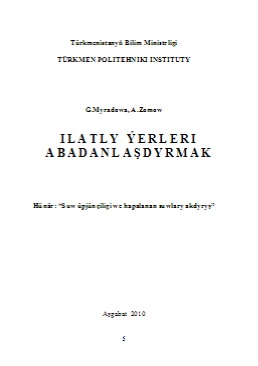 Türkmenistanyň Bilim Ministrligi
TÜRKMEN POLITEHNIKI INSTITUTY
G.Myradowa, A.Zomow
ILATLY ÝERLERI
ABADANLAŞDYRMAK
Hünär: "Suw üpjünçiligi we hapalanan suwlary akdyryş"
Aşgabat 2010
5